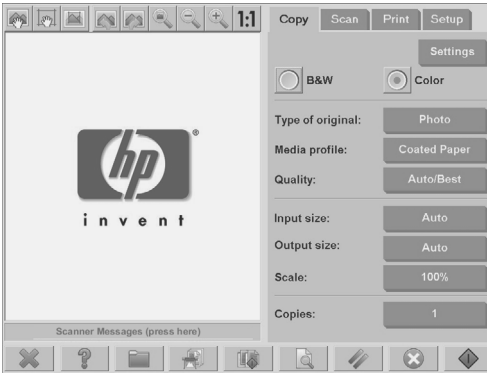 1:1
Copy Scan Print Setup
Settings
B&W Color
Type of original: Photo
Media profile: Coated Paper
Quality: Auto/Best
hp ®
invent
Input size: Auto
Output size: Auto
Scale: 100%
Copies: 1
Scanner Messages (press here)
?